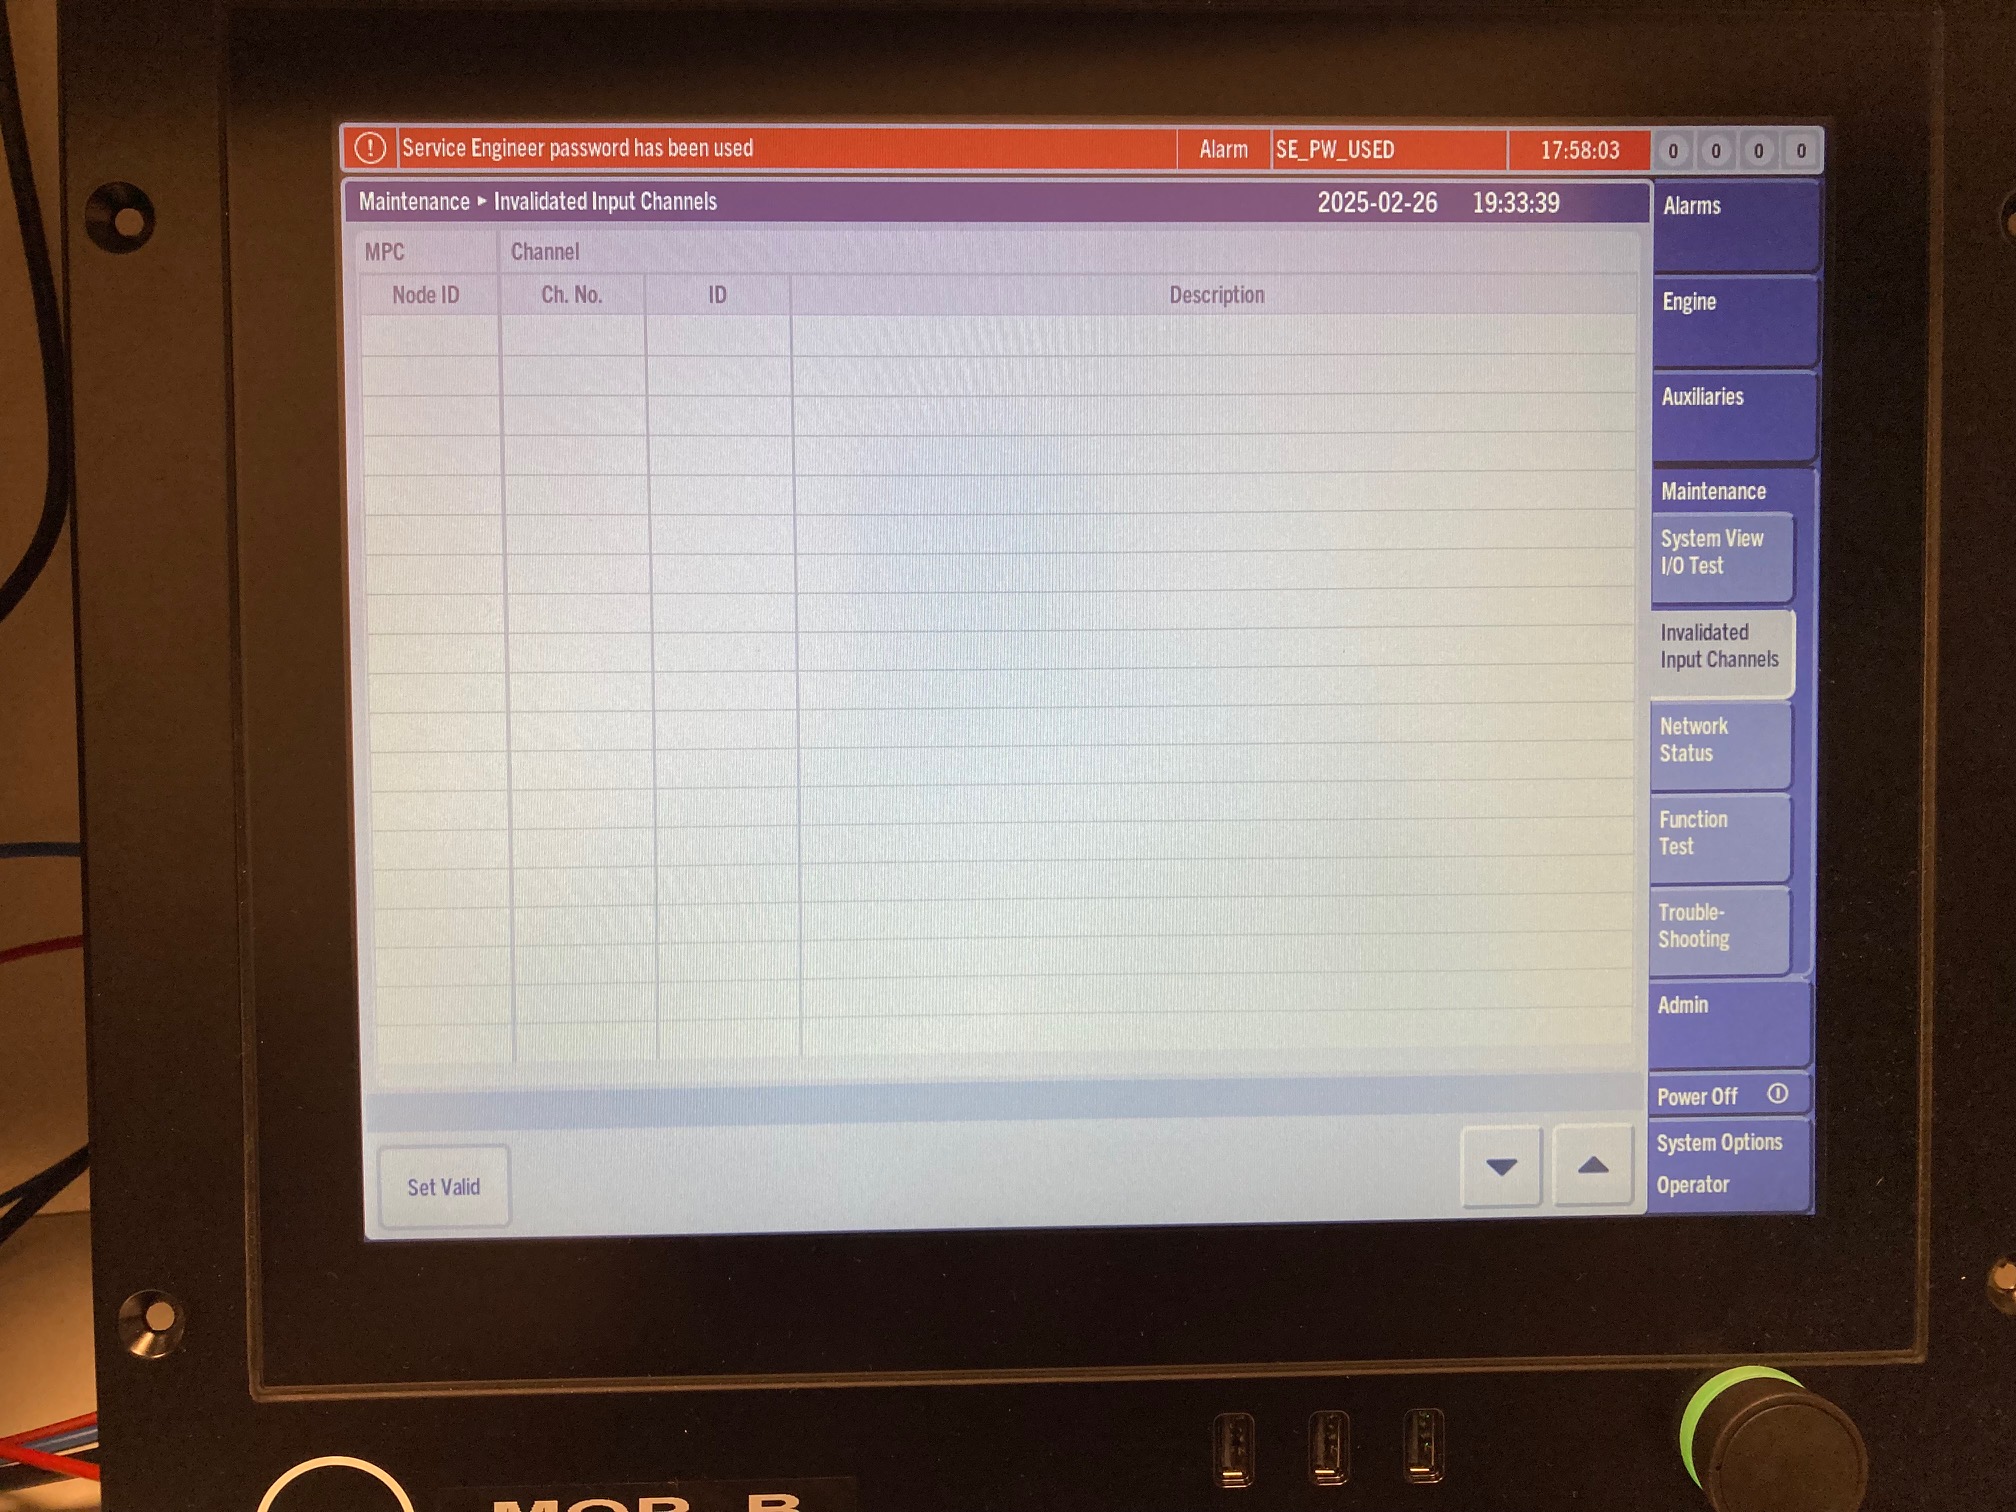 Service Engineer password has been used Alarm SE_PW_USED 17:58:03 0 0 0 0
Maintenance ▸ Invalidated Input Channels 2025-02-26 19:33:39
MPC Channel
Node ID Ch. No. ID Description
Set Valid
Alarms
Engine
Auxiliaries
Maintenance
System View
I/O Test
Invalidated
Input Channels
Network
Status
Function
Test
Trouble-
Shooting
Admin
Power Off
System Options
Operator
MOP B